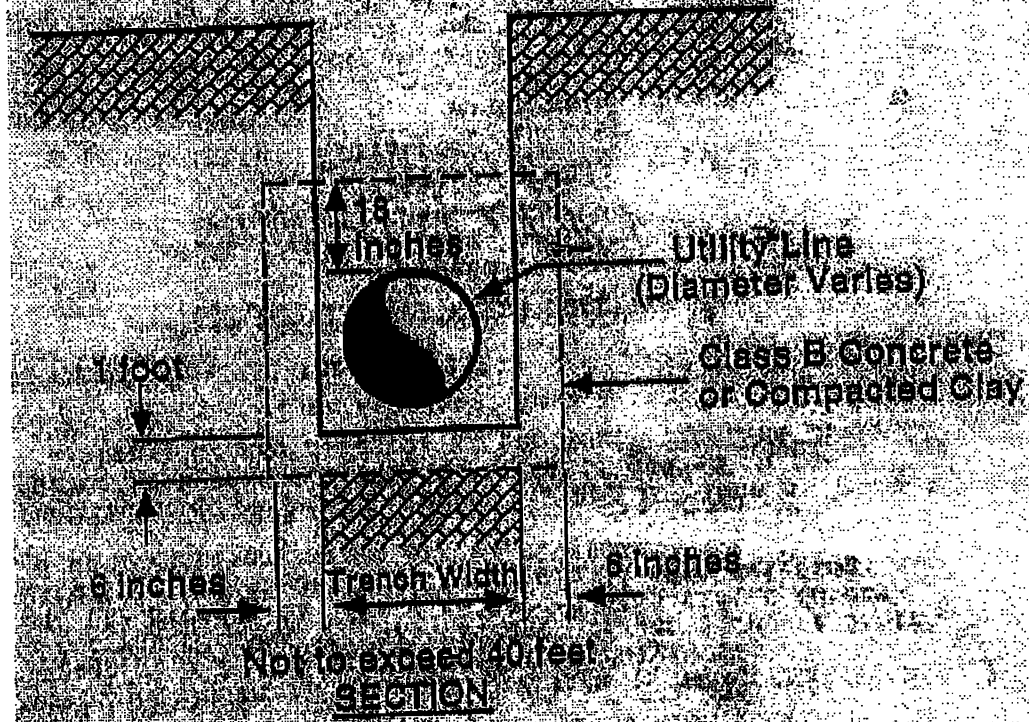 18
Inches
Utility Line
(Diameter Varies)
1 foot
Class B Concrete
or Compacted Clay
6 Inches
Trench Width
6 Inches
Not to exceed 40 feet
SECTION